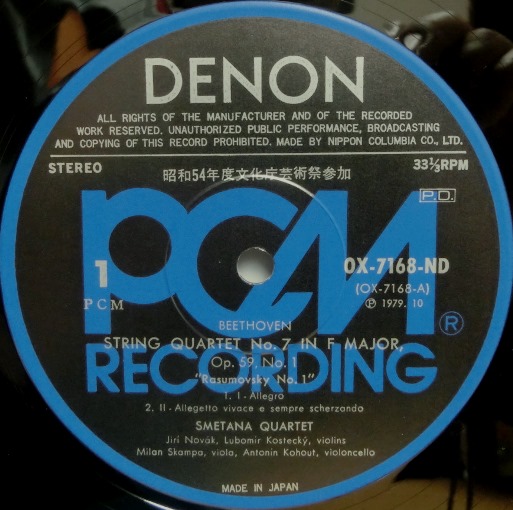 DENON
ALL RIGHTS OF THE MANUFACTURER AND OF THE RECORDED
WORK RESERVED. UNAUTHORIZED PUBLIC PERFORMANCE, BROADCASTING
AND COPYING OF THIS RECORD PROHIBITED. MADE BY NIPPON COLUMBIA CO., LTD.
STEREO
33⅓RPM
昭和54年度文化庁芸術祭参加
P.D.
PCM
1
PCM
OX-7168-ND
(OX-7168-A)
Ⓟ 1979. 10
®
RECORDING
BEETHOVEN
STRING QUARTET No. 7 IN F MAJOR,
Op. 59, No. 1
"Rasumovsky No. 1"
1. I - Allegro
2. II - Allegetto vivace e sempre scherzando
SMETANA QUARTET
Jiří Novák, Lubomír Kostecký, violins
Milan Škampa, viola, Antonín Kohout, violoncello
MADE IN JAPAN